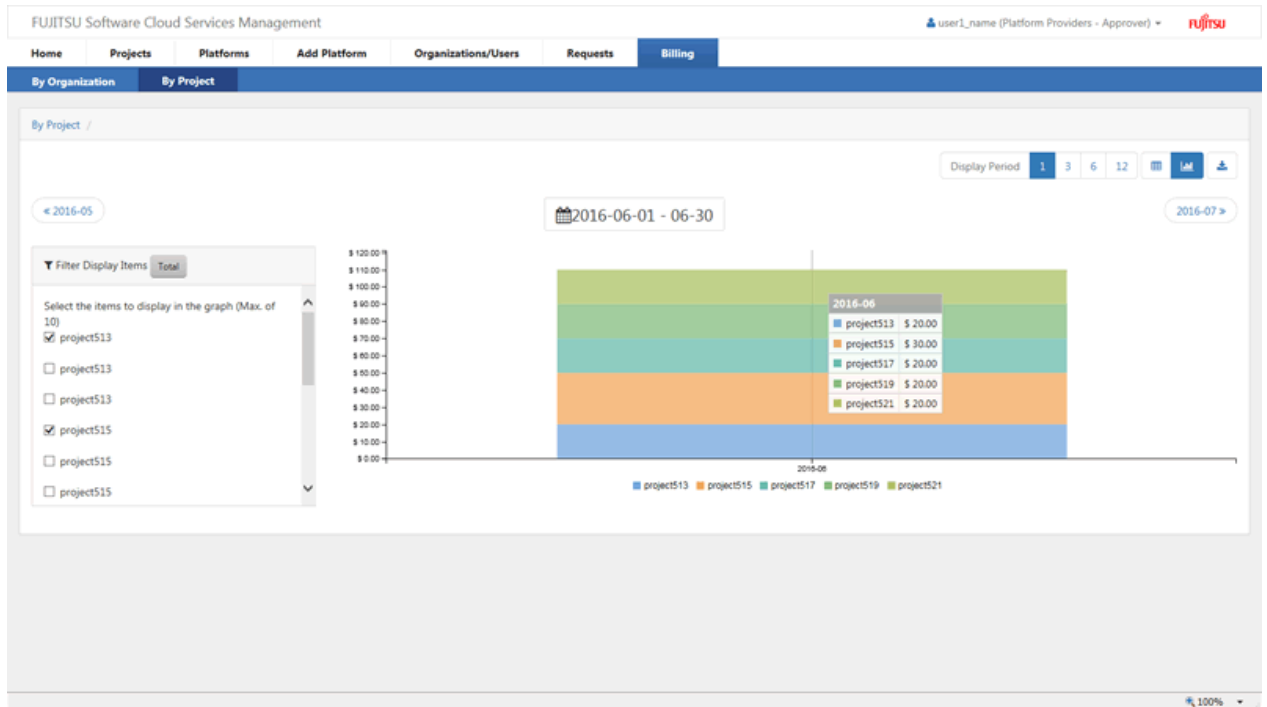 FUJITSU Software Cloud Services Management
user1_name (Platform Providers - Approver)
FUJITSU
Home Projects Platforms Add Platform Organizations/Users Requests Billing
By Organization By Project
By Project /
Display Period 1 3 6 12
« 2016-05
2016-06-01 - 06-30
2016-07 »
Filter Display Items Total
Select the items to display in the graph (Max. of
10)
project513
project513
project513
project515
project515
project515
$ 120.00
$ 110.00
$ 100.00
$ 90.00
$ 80.00
$ 70.00
$ 60.00
$ 50.00
$ 40.00
$ 30.00
$ 20.00
$ 10.00
$ 0.00
2016-06
project513 $ 20.00
project515 $ 30.00
project517 $ 20.00
project519 $ 20.00
project521 $ 20.00
2016-06
project513 project515 project517 project519 project521
100%